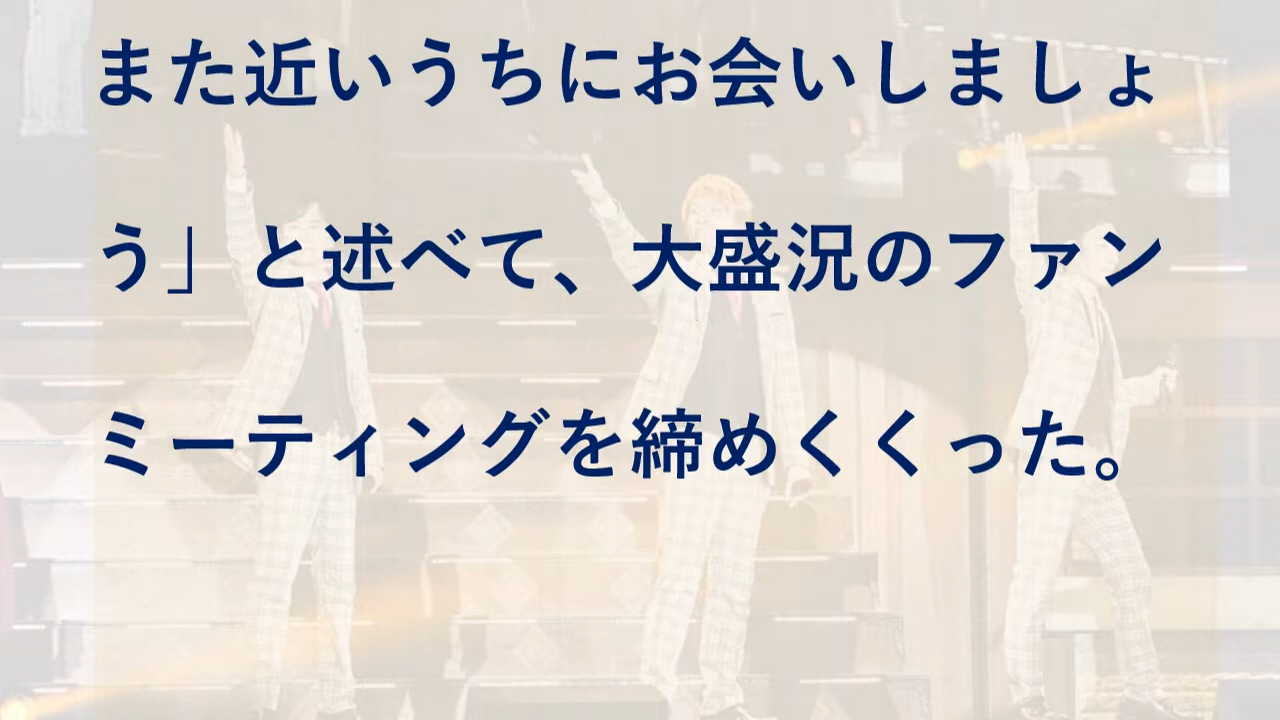 また近いうちにお会いしましょ
う」と述べて、大盛況のファン
ミーティングを締めくくった。